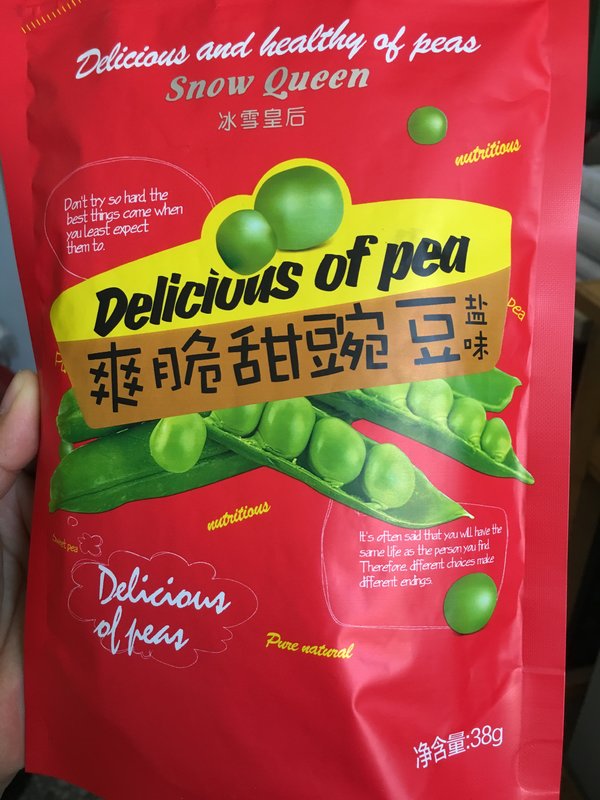 Delicious and healthy of peas
Snow Queen
冰雪皇后
nutritious
Don't try so hard the
best things come when
you least expect
them to.
Delicious of pea
爽脆甜豌豆
盐味
pea
nutritious
sweet pea
It's often said that you will have the
same life as the person you find.
Therefore, different choices make
different endings.
Delicious
of peas
Pure natural
净含量:38g